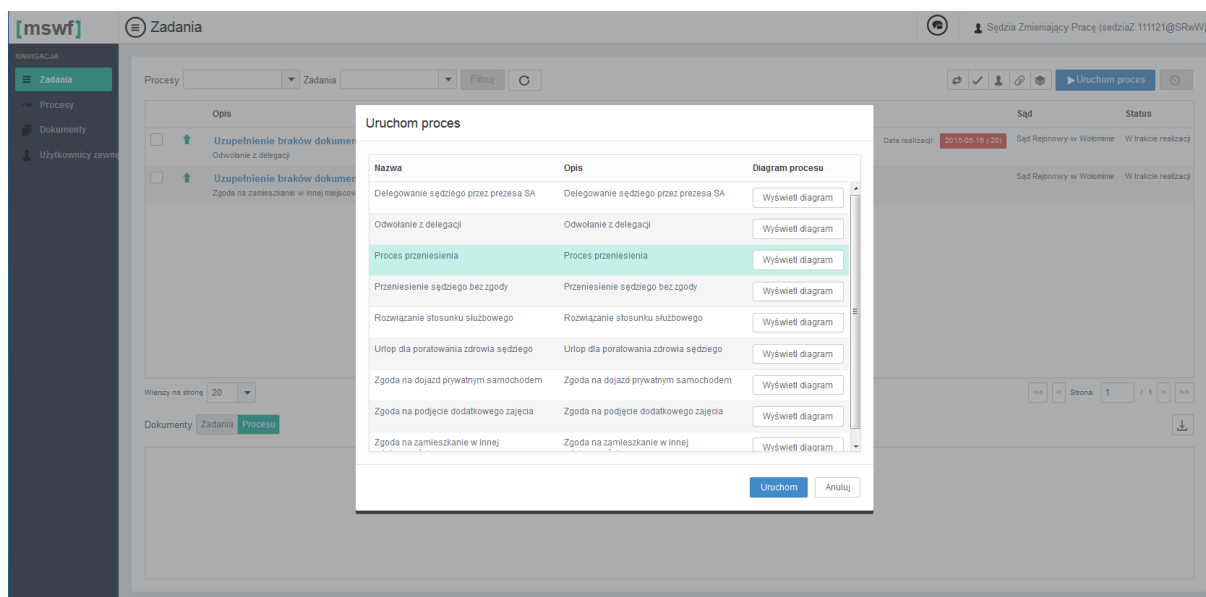 [mswf] Zadania Sędzia Zmieniający Pracę (sedziaZ:111121@SRwW)
NAWIGACJA
Zadania
Procesy
Dokumenty
Użytkownicy zewnę
Procesy Zadania Filtruj Uruchom proces
Opis Sąd Status
Uzupełnienie braków dokumen Data realizacji: 2015-06-16 (-20) Sąd Rejonowy w Wołominie W trakcie realizacji
Odwołanie z delegacji
Uzupełnienie braków dokumen Sąd Rejonowy w Wołominie W trakcie realizacji
Zgoda na zamieszkanie w innej miejscow
Uruchom proces
Nazwa Opis Diagram procesu
Delegowanie sędziego przez prezesa SA Delegowanie sędziego przez prezesa SA Wyświetl diagram
Odwołanie z delegacji Odwołanie z delegacji Wyświetl diagram
Proces przeniesienia Proces przeniesienia Wyświetl diagram
Przeniesienie sędziego bez zgody Przeniesienie sędziego bez zgody Wyświetl diagram
Rozwiązanie stosunku służbowego Rozwiązanie stosunku służbowego Wyświetl diagram
Urlop dla poratowania zdrowia sędziego Urlop dla poratowania zdrowia sędziego Wyświetl diagram
Zgoda na dojazd prywatnym samochodem Zgoda na dojazd prywatnym samochodem Wyświetl diagram
Zgoda na podjęcie dodatkowego zajęcia Zgoda na podjęcie dodatkowego zajęcia Wyświetl diagram
Zgoda na zamieszkanie w innej Zgoda na zamieszkanie w innej Wyświetl diagram
Uruchom Anuluj
Wierszy na stronę 20 << < Strona: 1 / 1 > >>
Dokumenty Zadania Procesu